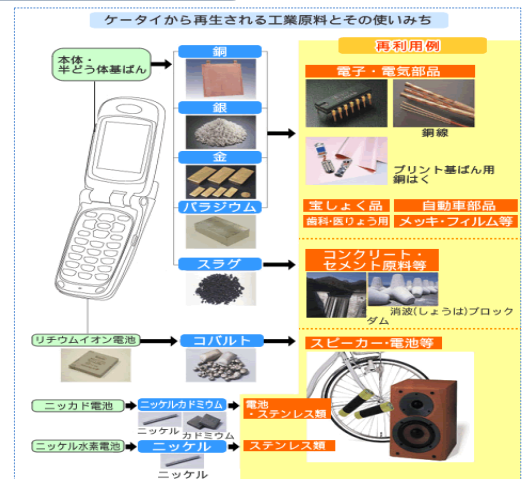 ケータイから再生される工業原料とその使いみち
本体・
半どう体基ばん
銅
銀
金
パラジウム
スラグ
再利用例
電子・電気部品
銅線
プリント基ばん用
銅はく
宝しょく品
自動車部品
歯科・医りょう用
メッキ・フィルム等
コンクリート・
セメント原料等
消波(しょうは)ブロック
ダム
リチウムイオン電池
コバルト
スピーカー・電池等
ニッカド電池
ニッケルカドミウム
電池
・ステンレス類
ニッケル
カドミウム
ニッケル水素電池
ニッケル
ステンレス類
ニッケル